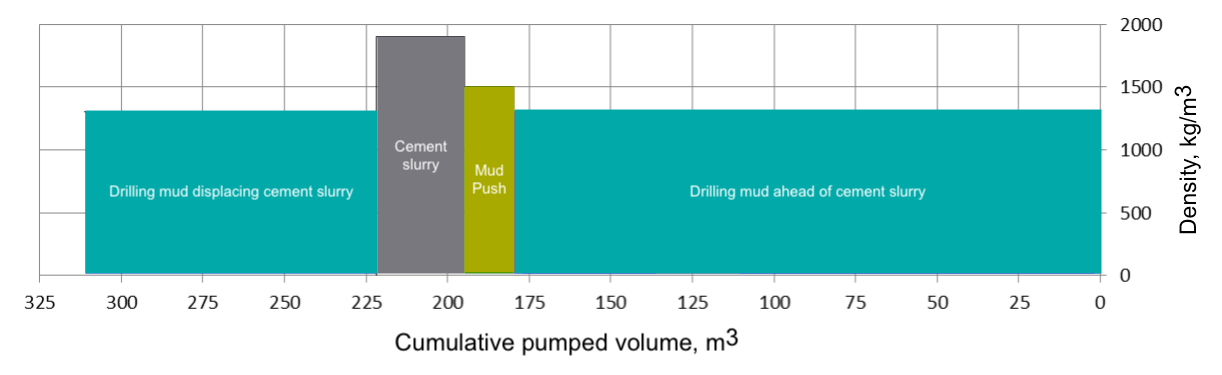 2000
1500
1000
500
0
Density, kg/m3
Cement
slurry
Mud
Push
Drilling mud displacing cement slurry
Drilling mud ahead of cement slurry
325 300 275 250 225 200 175 150 125 100 75 50 25 0
Cumulative pumped volume, m3